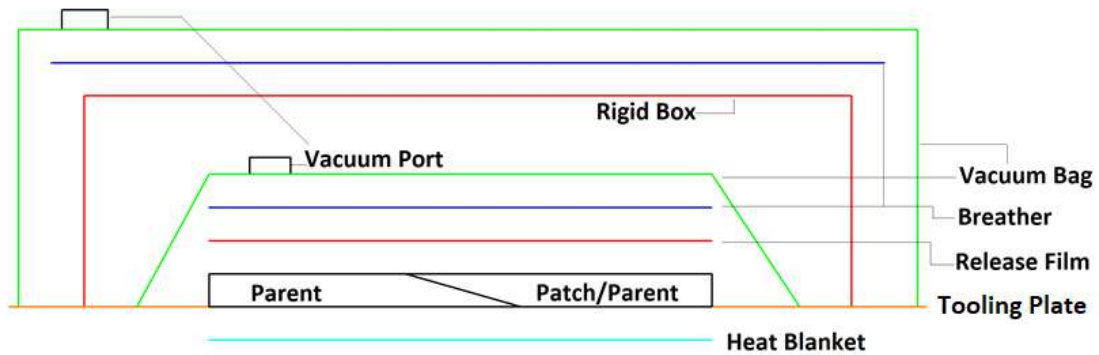 Rigid Box
Vacuum Port
Vacuum Bag
Breather
Release Film
Parent
Patch/Parent
Tooling Plate
Heat Blanket